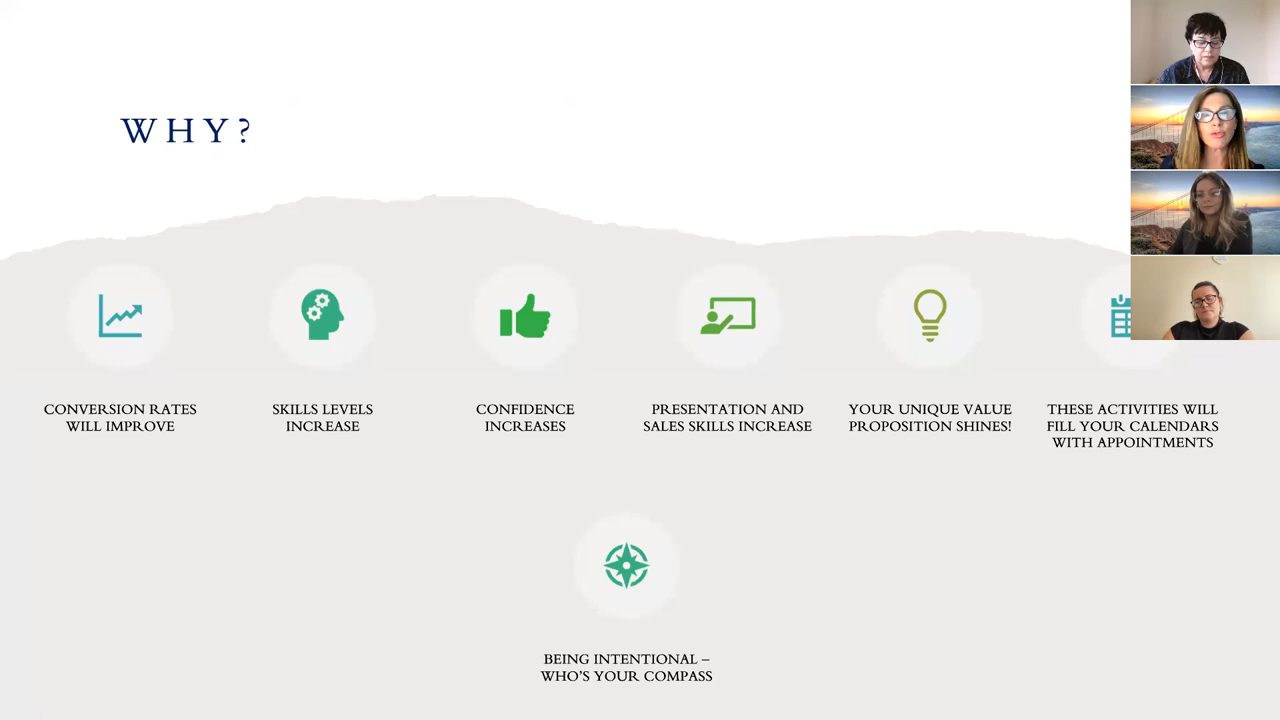 WHY?
CONVERSION RATES
WILL IMPROVE
SKILLS LEVELS
INCREASE
CONFIDENCE
INCREASES
PRESENTATION AND
SALES SKILLS INCREASE
YOUR UNIQUE VALUE
PROPOSITION SHINES!
THESE ACTIVITIES WILL
FILL YOUR CALENDARS
WITH APPOINTMENTS
BEING INTENTIONAL –
WHO'S YOUR COMPASS